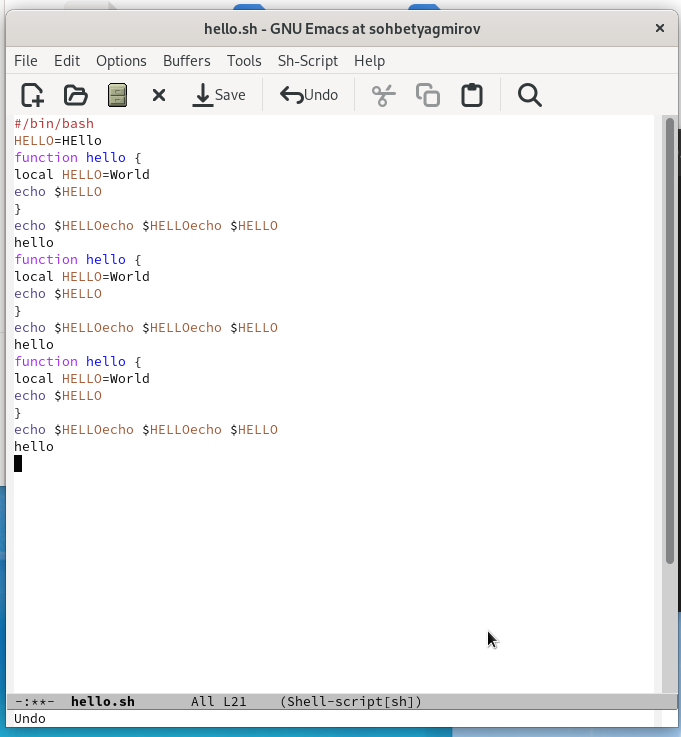 hello.sh - GNU Emacs at sohbetyagmirov
File Edit Options Buffers Tools Sh-Script Help
Save Undo
#/bin/bash
HELLO=HEllo
function hello {
local HELLO=World
echo $HELLO
}
echo $HELLOecho $HELLOecho $HELLO
hello
function hello {
local HELLO=World
echo $HELLO
}
echo $HELLOecho $HELLOecho $HELLO
hello
function hello {
local HELLO=World
echo $HELLO
}
echo $HELLOecho $HELLOecho $HELLO
hello
-:**- hello.sh All L21 (Shell-script[sh])
Undo